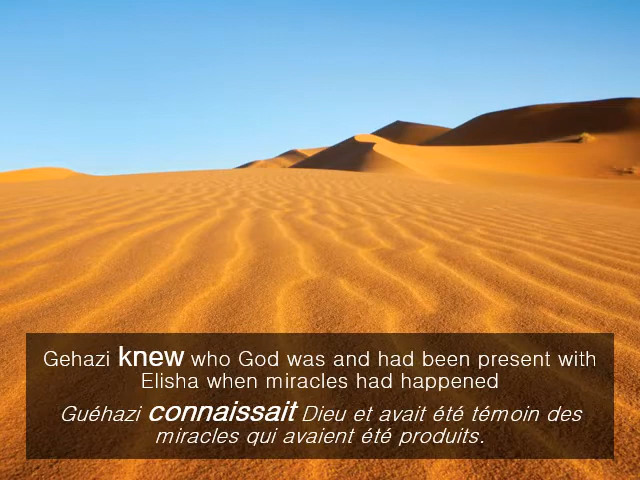 Gehazi knew who God was and had been present with
Elisha when miracles had happened
Guéhazi connaissait Dieu et avait été témoin des
miracles qui avaient été produits.